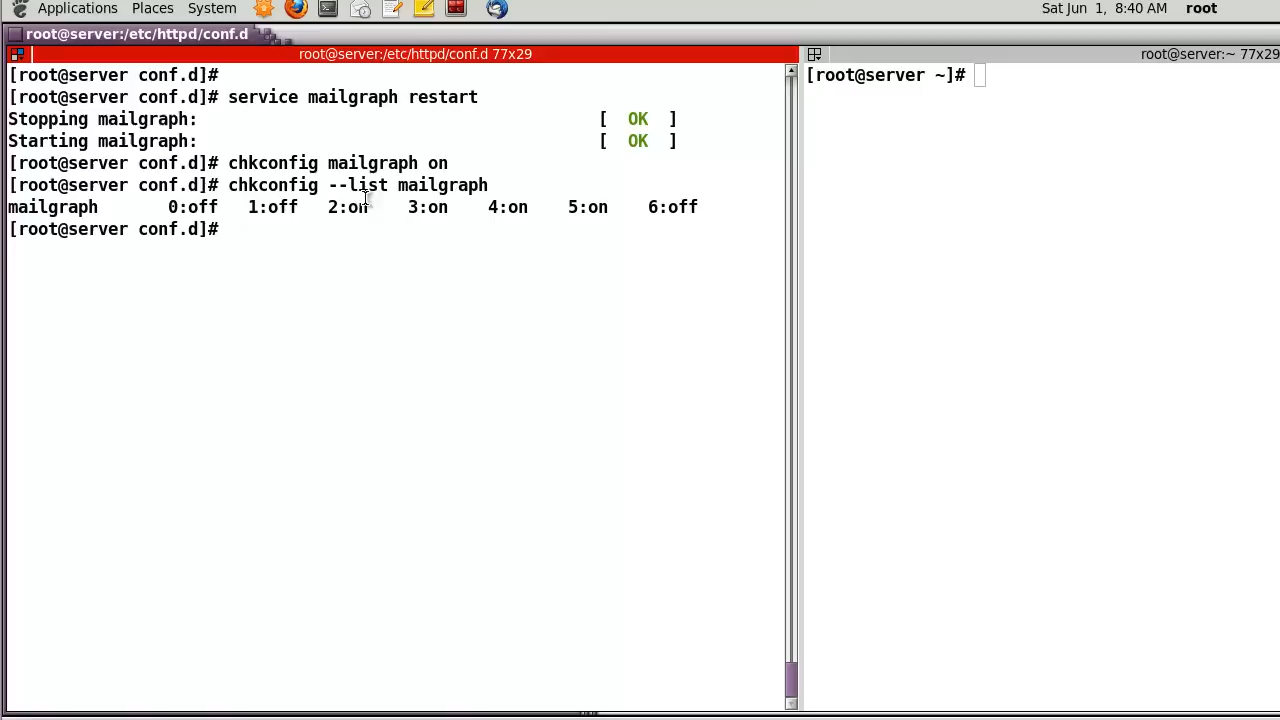 Applications Places System Sat Jun 1, 8:40 AM root
root@server:/etc/httpd/conf.d
root@server:/etc/httpd/conf.d 77x29
[root@server conf.d]#
[root@server conf.d]# service mailgraph restart
Stopping mailgraph: [ OK ]
Starting mailgraph: [ OK ]
[root@server conf.d]# chkconfig mailgraph on
[root@server conf.d]# chkconfig --list mailgraph
mailgraph 0:off 1:off 2:on 3:on 4:on 5:on 6:off
[root@server conf.d]#
root@server:~ 77x29
[root@server ~]#